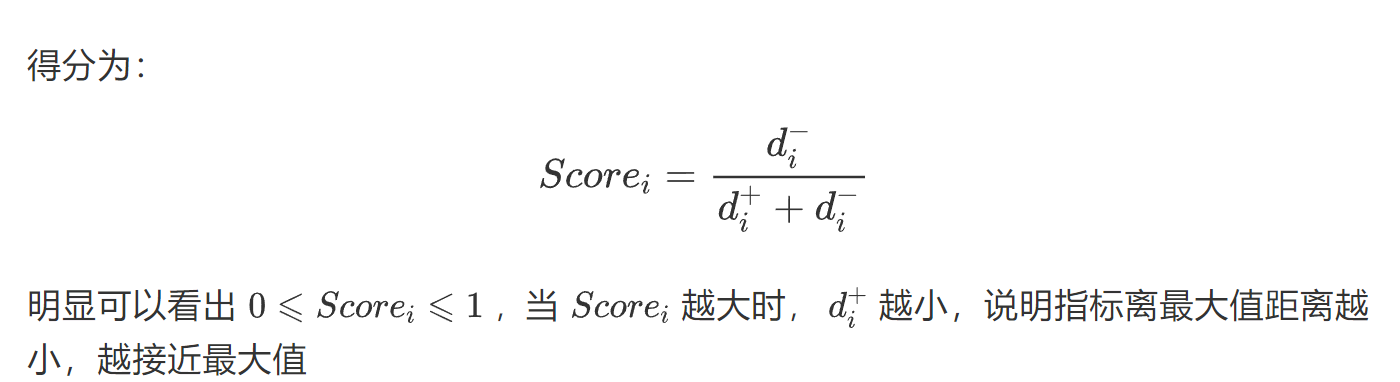 得分为：
$Score_i = \frac{d_i^-}{d_i^+ + d_i^-}$
明显可以看出 $0 \leqslant Score_i \leqslant 1$ ，当 $Score_i$ 越大时， $d_i^+$ 越小，说明指标离最大值距离越
小，越接近最大值